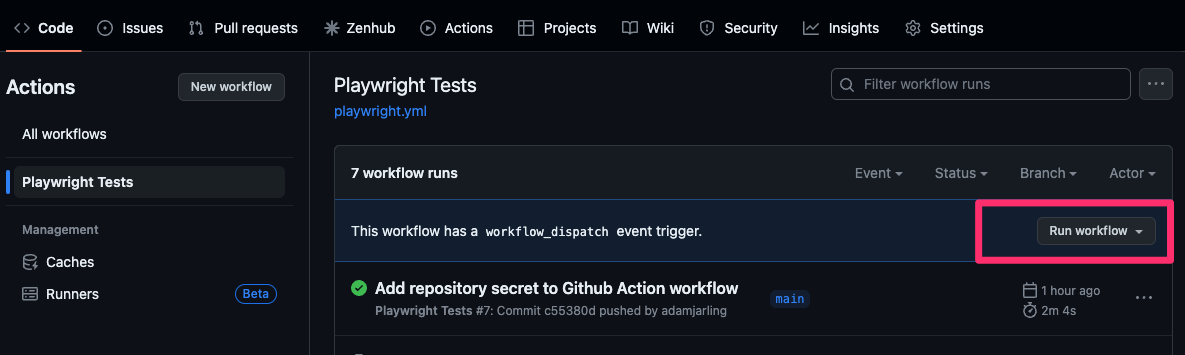 Code Issues Pull requests Zenhub Actions Projects Wiki Security Insights Settings
Actions New workflow
All workflows
Playwright Tests
Management
Caches
Runners Beta
Playwright Tests
playwright.yml
Filter workflow runs
7 workflow runs Event Status Branch Actor
This workflow has a workflow_dispatch event trigger. Run workflow
Add repository secret to Github Action workflow main 1 hour ago
Playwright Tests #7: Commit c55380d pushed by adamjarling 2m 4s